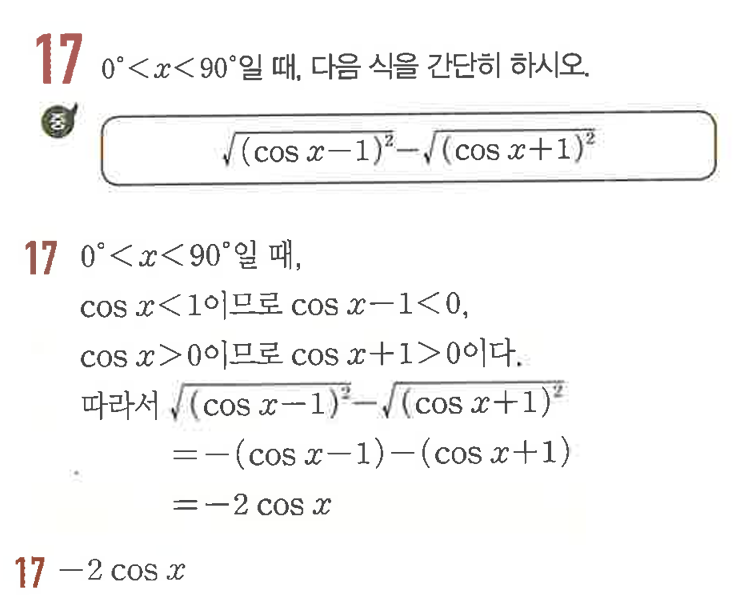 17 0°<x<90°일 때, 다음 식을 간단히 하시오.
√(cos x−1)²−√(cos x+1)²
17 0°<x<90°일 때,
cos x<1이므로 cos x−1<0,
cos x>0이므로 cos x+1>0이다.
따라서 √(cos x−1)²−√(cos x+1)²
=−(cos x−1)−(cos x+1)
=−2 cos x
17 −2 cos x